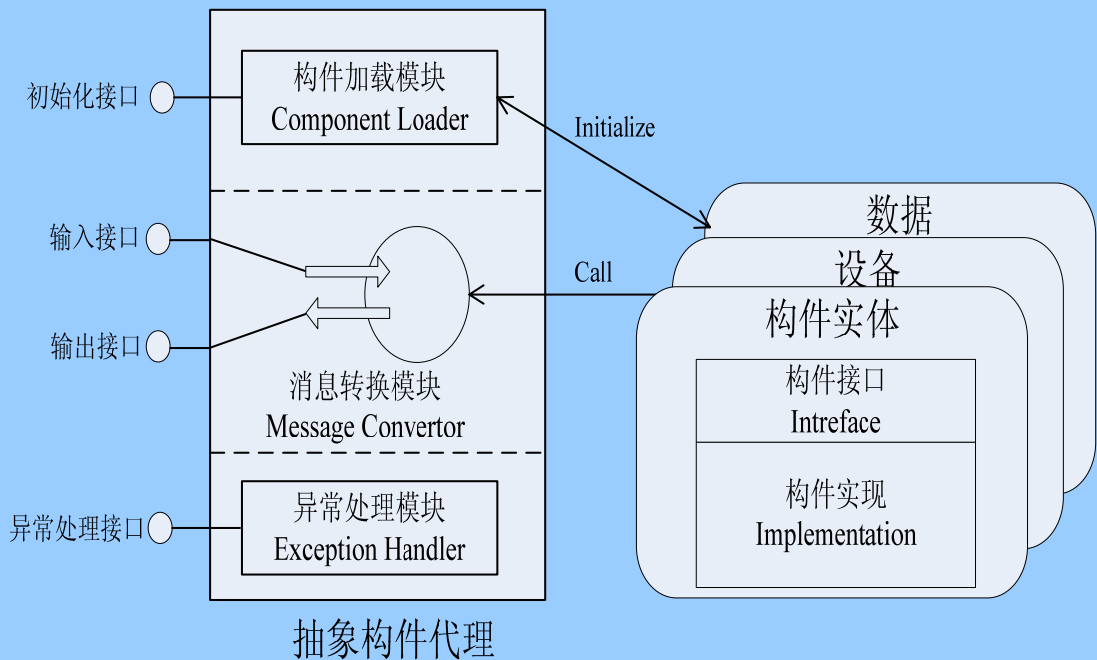 初始化接口
构件加载模块
Component Loader
Initialize
输入接口
输出接口
消息转换模块
Message Convertor
Call
异常处理接口
异常处理模块
Exception Handler
抽象构件代理
数据
设备
构件实体
构件接口
Intreface
构件实现
Implementation